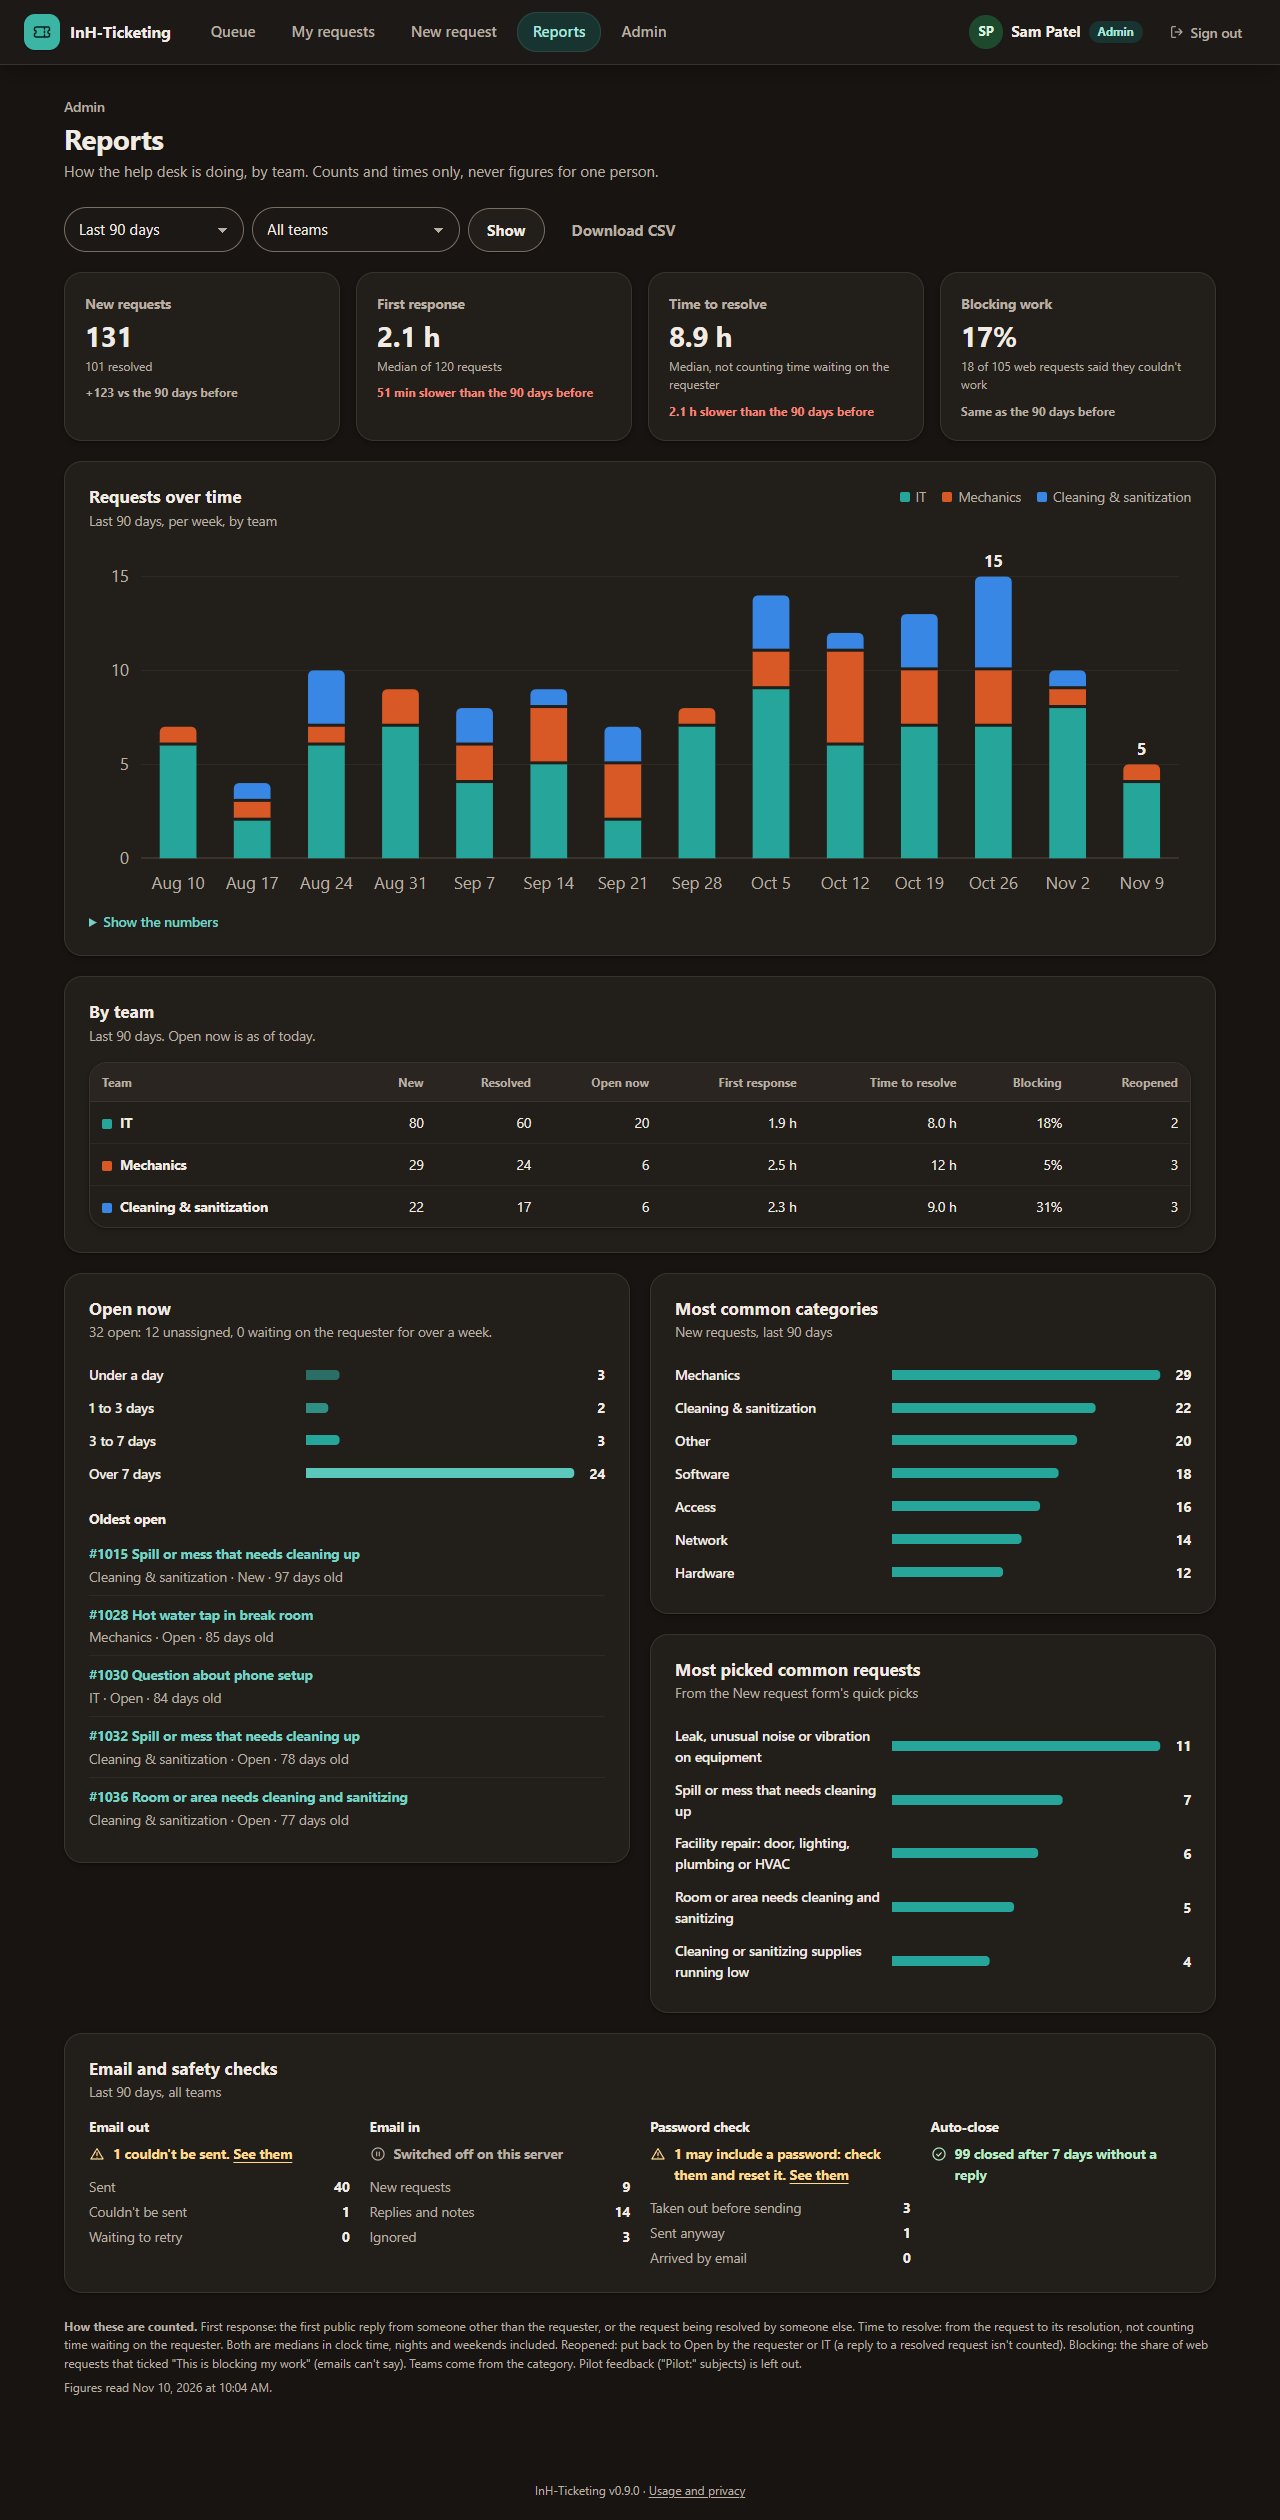 InH-Ticketing
Queue
My requests
New request
Reports
Admin
SP
Sam Patel
Admin
Sign out
Admin
Reports
How the help desk is doing, by team. Counts and times only, never figures for one person.
Last 90 days
All teams
Show
Download CSV
New requests
131
101 resolved
+123 vs the 90 days before
First response
2.1 h
Median of 120 requests
51 min slower than the 90 days before
Time to resolve
8.9 h
Median, not counting time waiting on the
requester
2.1 h slower than the 90 days before
Blocking work
17%
18 of 105 web requests said they couldn't
work
Same as the 90 days before
Requests over time
Last 90 days, per week, by team
IT
Mechanics
Cleaning & sanitization
15
10
5
0
15
5
Aug 10
Aug 17
Aug 24
Aug 31
Sep 7
Sep 14
Sep 21
Sep 28
Oct 5
Oct 12
Oct 19
Oct 26
Nov 2
Nov 9
Show the numbers
By team
Last 90 days. Open now is as of today.
Team New Resolved Open now First response Time to resolve Blocking Reopened
IT 80 60 20 1.9 h 8.0 h 18% 2
Mechanics 29 24 6 2.5 h 12 h 5% 3
Cleaning & sanitization 22 17 6 2.3 h 9.0 h 31% 3
Open now
32 open: 12 unassigned, 0 waiting on the requester for over a week.
Under a day 3
1 to 3 days 2
3 to 7 days 3
Over 7 days 24
Oldest open
#1015 Spill or mess that needs cleaning up
Cleaning & sanitization · New · 97 days old
#1028 Hot water tap in break room
Mechanics · Open · 85 days old
#1030 Question about phone setup
IT · Open · 84 days old
#1032 Spill or mess that needs cleaning up
Cleaning & sanitization · Open · 78 days old
#1036 Room or area needs cleaning and sanitizing
Cleaning & sanitization · Open · 77 days old
Most common categories
New requests, last 90 days
Mechanics 29
Cleaning & sanitization 22
Other 20
Software 18
Access 16
Network 14
Hardware 12
Most picked common requests
From the New request form's quick picks
Leak, unusual noise or vibration
on equipment 11
Spill or mess that needs cleaning
up 7
Facility repair: door, lighting,
plumbing or HVAC 6
Room or area needs cleaning and
sanitizing 5
Cleaning or sanitizing supplies
running low 4
Email and safety checks
Last 90 days, all teams
Email out
1 couldn't be sent. See them
Sent 40
Couldn't be sent 1
Waiting to retry 0
Email in
Switched off on this server
New requests 9
Replies and notes 14
Ignored 3
Password check
1 may include a password: check
them and reset it. See them
Taken out before sending 3
Sent anyway 1
Arrived by email 0
Auto-close
99 closed after 7 days without a
reply
How these are counted. First response: the first public reply from someone other than the requester, or the request being resolved by someone else. Time to resolve: from the request to its resolution, not counting
time waiting on the requester. Both are medians in clock time, nights and weekends included. Reopened: put back to Open by the requester or IT (a reply to a resolved request isn't counted). Blocking: the share of web
requests that ticked "This is blocking my work" (emails can't say). Teams come from the category. Pilot feedback ("Pilot:" subjects) is left out.
Figures read Nov 10, 2026 at 10:04 AM.
InH-Ticketing v0.9.0 · Usage and privacy